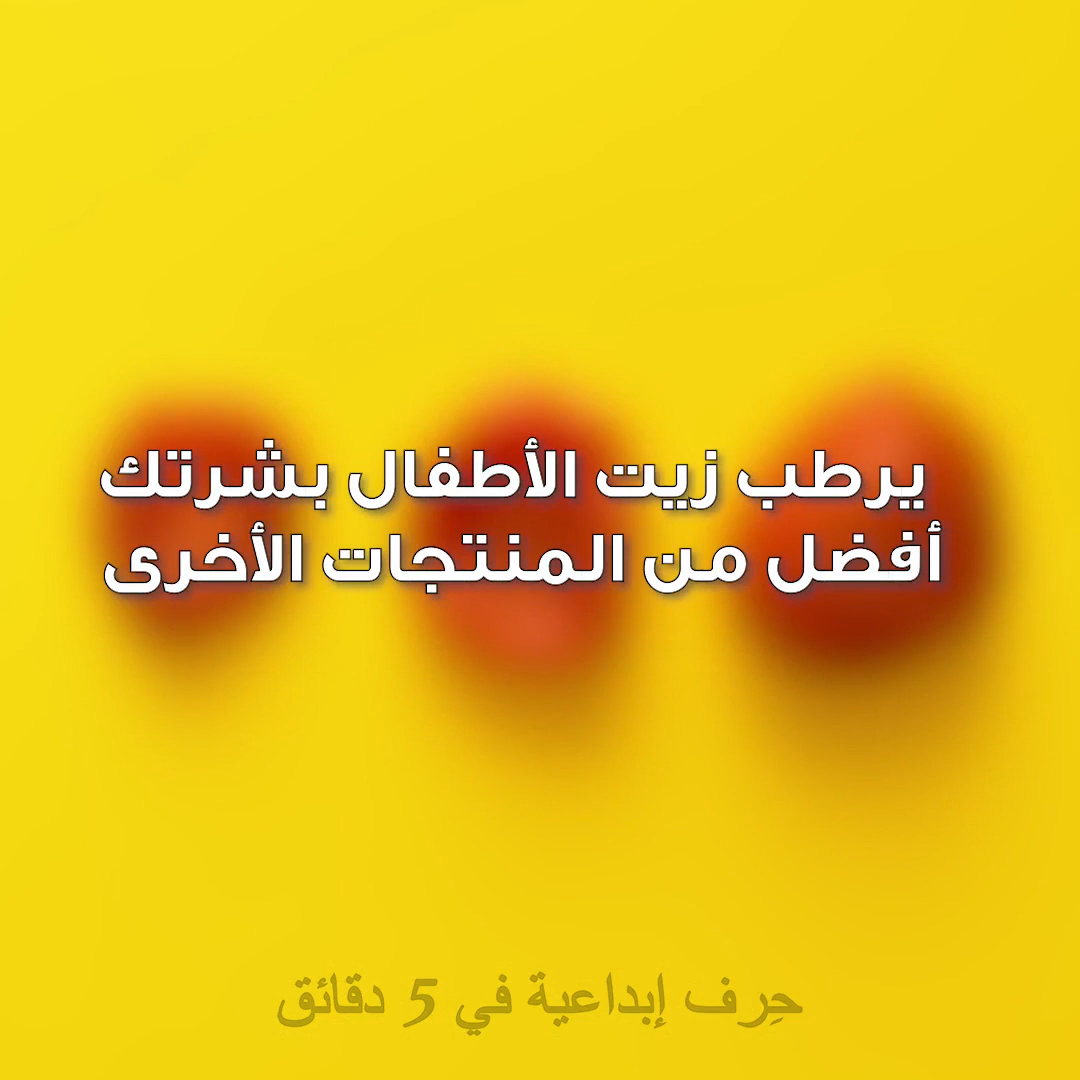 يرطب زيت الأطفال بشرتك
أفضل من المنتجات الأخرى
حِرف إبداعية في 5 دقائق